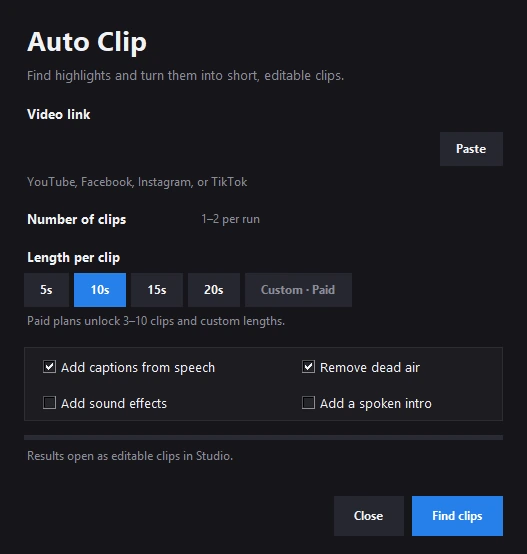 Auto Clip
Find highlights and turn them into short, editable clips.
Video link
Paste
YouTube, Facebook, Instagram, or TikTok
Number of clips 1–2 per run
Length per clip
5s 10s 15s 20s Custom · Paid
Paid plans unlock 3–10 clips and custom lengths.
Add captions from speech Remove dead air
Add sound effects Add a spoken intro
Results open as editable clips in Studio.
Close Find clips